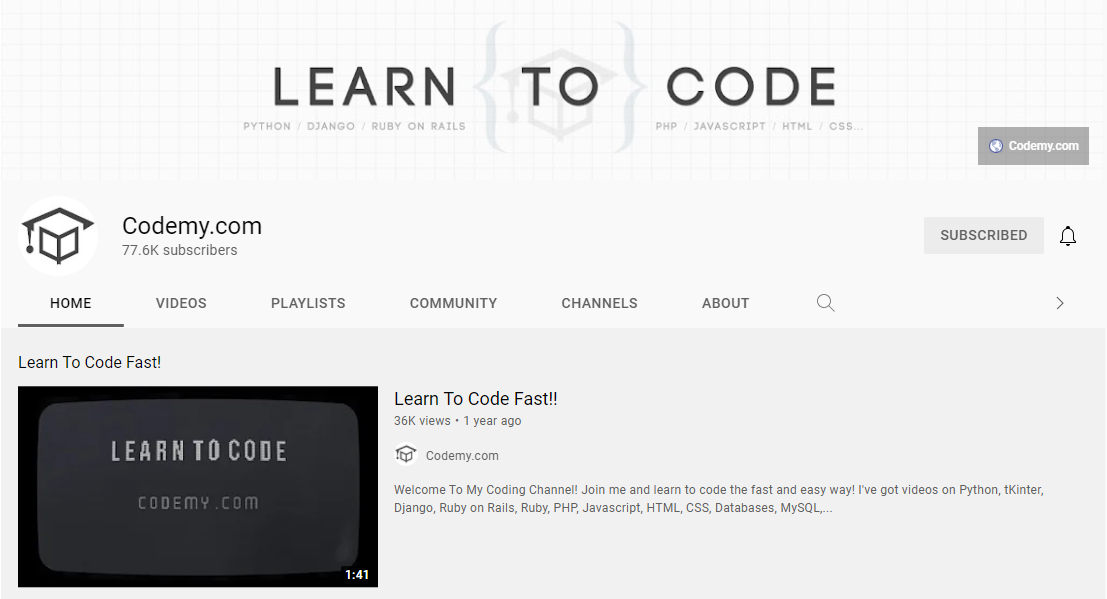 LEARN TO CODE
PYTHON / DJANGO / RUBY ON RAILS
PHP / JAVASCRIPT / HTML / CSS...
Codemy.com
Codemy.com
77.6K subscribers
SUBSCRIBED
HOME VIDEOS PLAYLISTS COMMUNITY CHANNELS ABOUT
Learn To Code Fast!
LEARN TO CODE
CODEMY.COM
1:41
Learn To Code Fast!!
36K views • 1 year ago
Codemy.com
Welcome To My Coding Channel! Join me and learn to code the fast and easy way! I've got videos on Python, tKinter,
Django, Ruby on Rails, Ruby, PHP, Javascript, HTML, CSS, Databases, MySQL,...